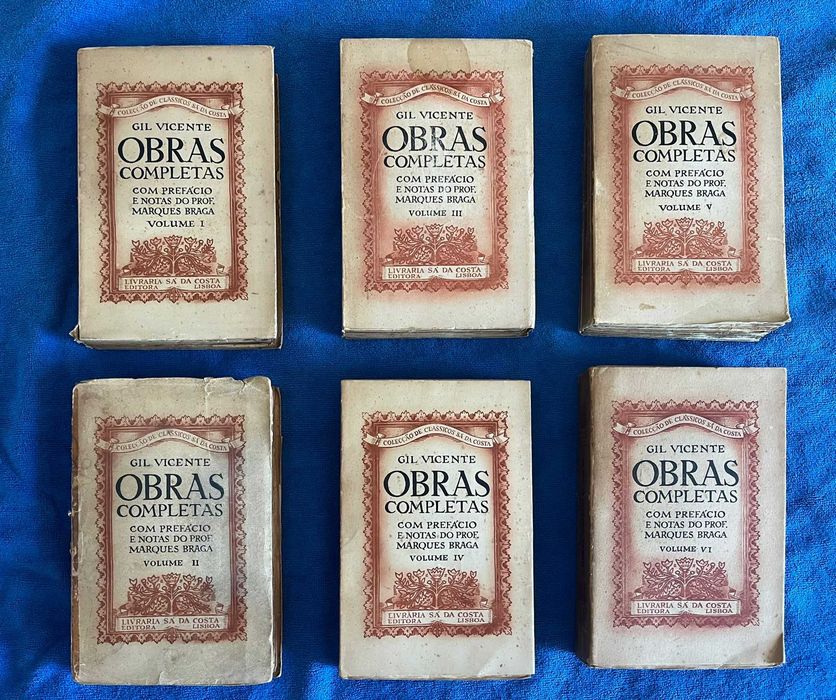 COLECÇÃO DE CLÁSSICOS SÁ DA COSTA
GIL VICENTE
OBRAS
COMPLETAS
COM PREFÁCIO
E NOTAS DO PROF.
MARQUES BRAGA
VOLUME I
LIVRARIA SÁ DA COSTA
EDITORA LISBOA
COLECÇÃO DE CLÁSSICOS SÁ DA COSTA
GIL VICENTE
OBRAS
COMPLETAS
COM PREFÁCIO
E NOTAS DO PROF.
MARQUES BRAGA
VOLUME III
LIVRARIA SÁ DA COSTA
EDITORA LISBOA
COLECÇÃO DE CLÁSSICOS SÁ DA COSTA
GIL VICENTE
OBRAS
COMPLETAS
COM PREFÁCIO
E NOTAS DO PROF.
MARQUES BRAGA
VOLUME V
LIVRARIA SÁ DA COSTA
EDITORA LISBOA
COLECÇÃO DE CLÁSSICOS SÁ DA COSTA
GIL VICENTE
OBRAS
COMPLETAS
COM PREFÁCIO
E NOTAS DO PROF.
MARQUES BRAGA
VOLUME II
LIVRARIA SÁ DA COSTA
EDITORA LISBOA
COLECÇÃO DE CLÁSSICOS SÁ DA COSTA
GIL VICENTE
OBRAS
COMPLETAS
COM PREFÁCIO
E NOTAS DO PROF.
MARQUES BRAGA
VOLUME IV
LIVRARIA SÁ DA COSTA
EDITORA LISBOA
COLECÇÃO DE CLÁSSICOS SÁ DA COSTA
GIL VICENTE
OBRAS
COMPLETAS
COM PREFÁCIO
E NOTAS DO PROF.
MARQUES BRAGA
VOLUME VI
LIVRARIA SÁ DA COSTA
EDITORA LISBOA